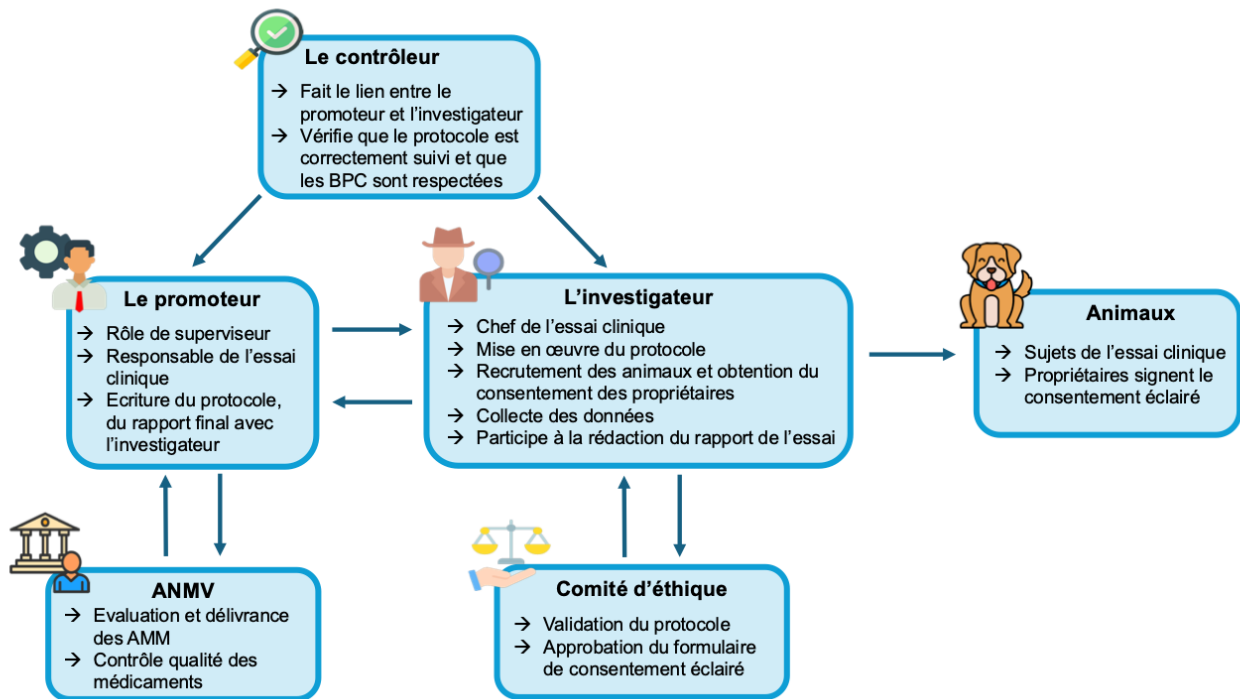 Le contrôleur
→ Fait le lien entre le
promoteur et l’investigateur
→ Vérifie que le protocole est
correctement suivi et que
les BPC sont respectées
Le promoteur
→ Rôle de superviseur
→ Responsable de l’essai
clinique
→ Ecriture du protocole,
du rapport final avec
l’investigateur
L’investigateur
→ Chef de l’essai clinique
→ Mise en œuvre du protocole
→ Recrutement des animaux et obtention du
consentement des propriétaires
→ Collecte des données
→ Participe à la rédaction du rapport de l’essai
Animaux
→ Sujets de l’essai clinique
→ Propriétaires signent le
consentement éclairé
ANMV
→ Evaluation et délivrance
des AMM
→ Contrôle qualité des
médicaments
Comité d’éthique
→ Validation du protocole
→ Approbation du formulaire
de consentement éclairé